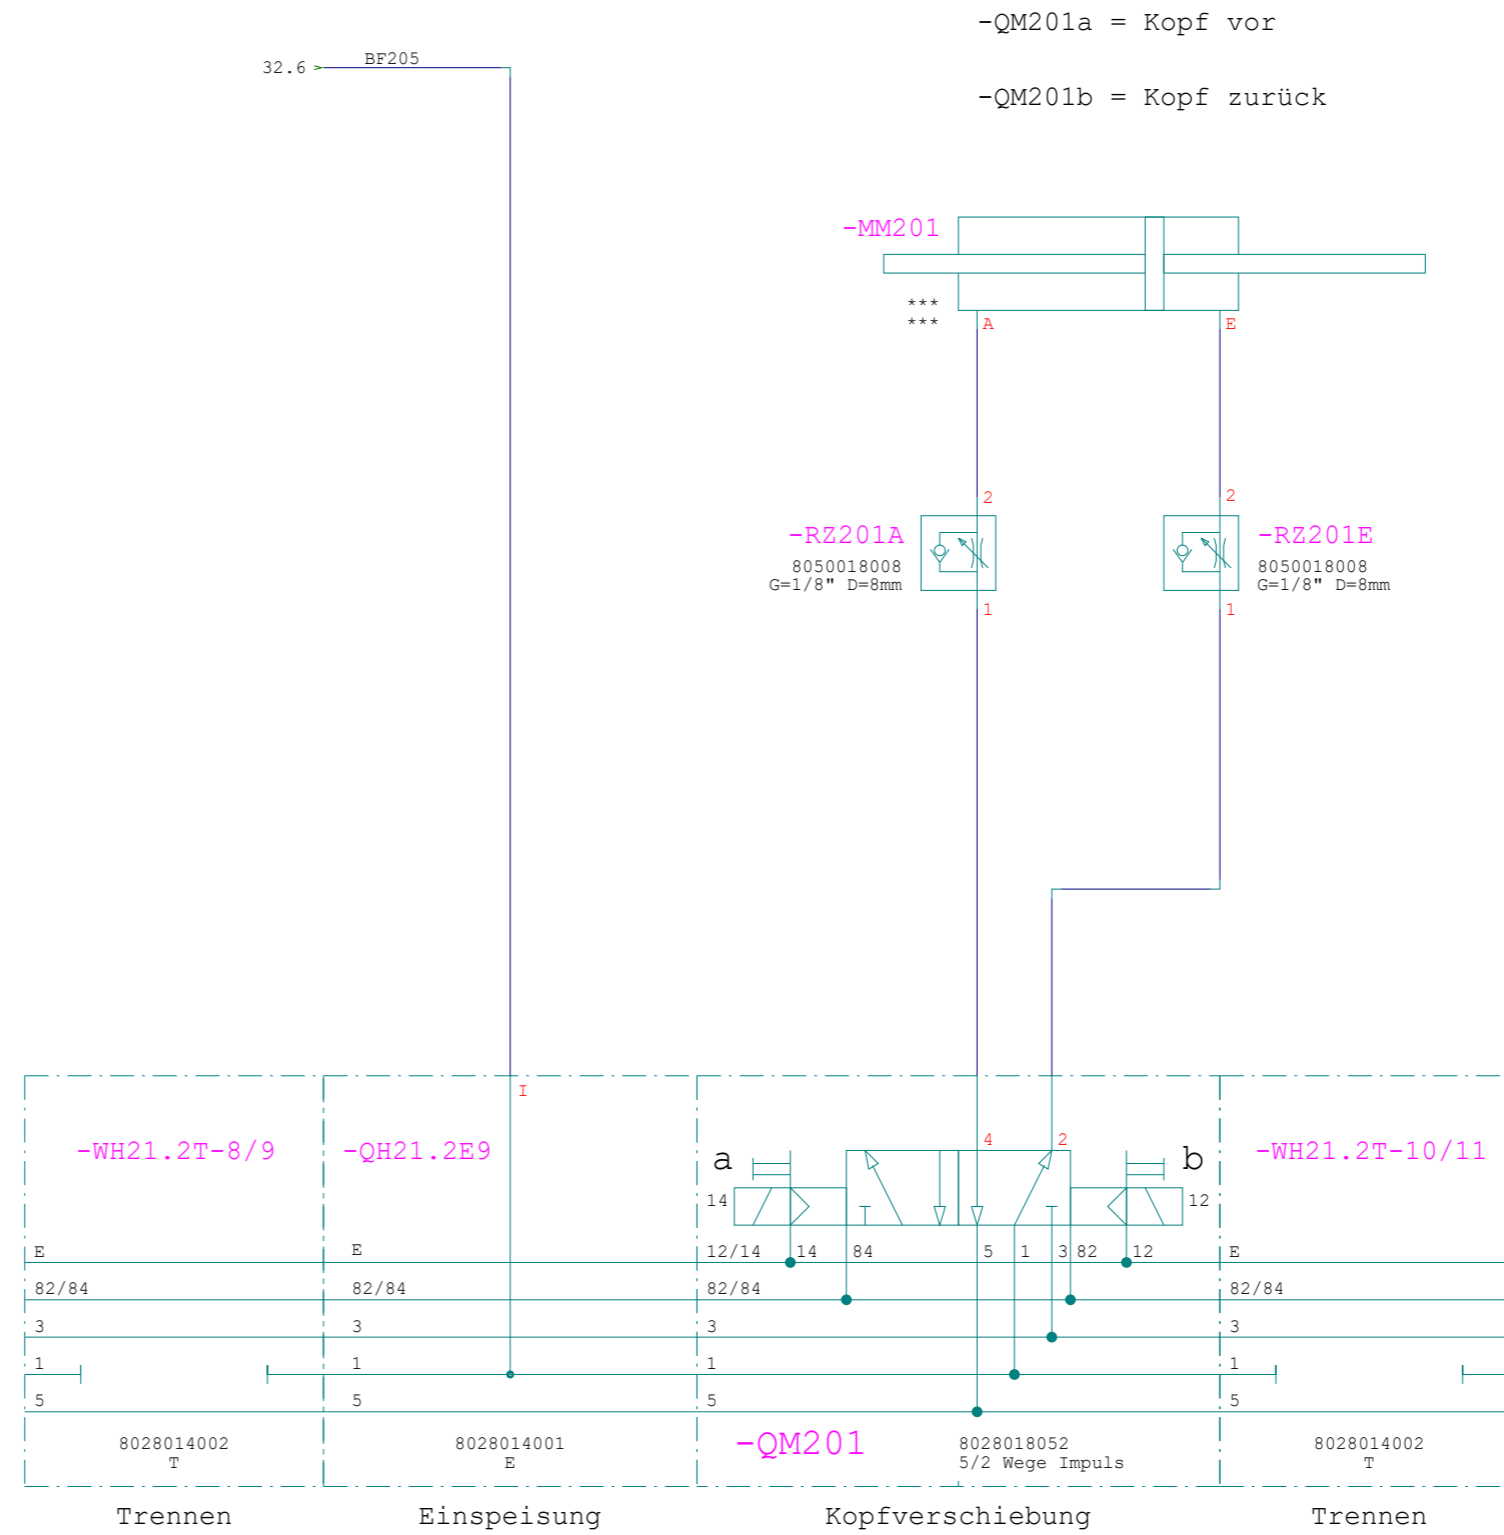 -QM201a = Kopf vor
32.6
BF205
-QM201b = Kopf zurück
-MM201
***
***
A
E
2
2
-RZ201A
8050018008
G=1/8" D=8mm
-RZ201E
8050018008
G=1/8" D=8mm
1
1
I
-WH21.2T-8/9
-QH21.2E9
a
4
2
b
-WH21.2T-10/11
14
12
E
E
12/14
14
84
5
1
3
82
12
E
82/84
82/84
82/84
82/84
3
3
3
3
1
1
1
1
5
5
5
5
8028014002
T
8028014001
E
-QM201
8028018052
5/2 Wege Impuls
8028014002
T
Trennen
Einspeisung
Kopfverschiebung
Trennen